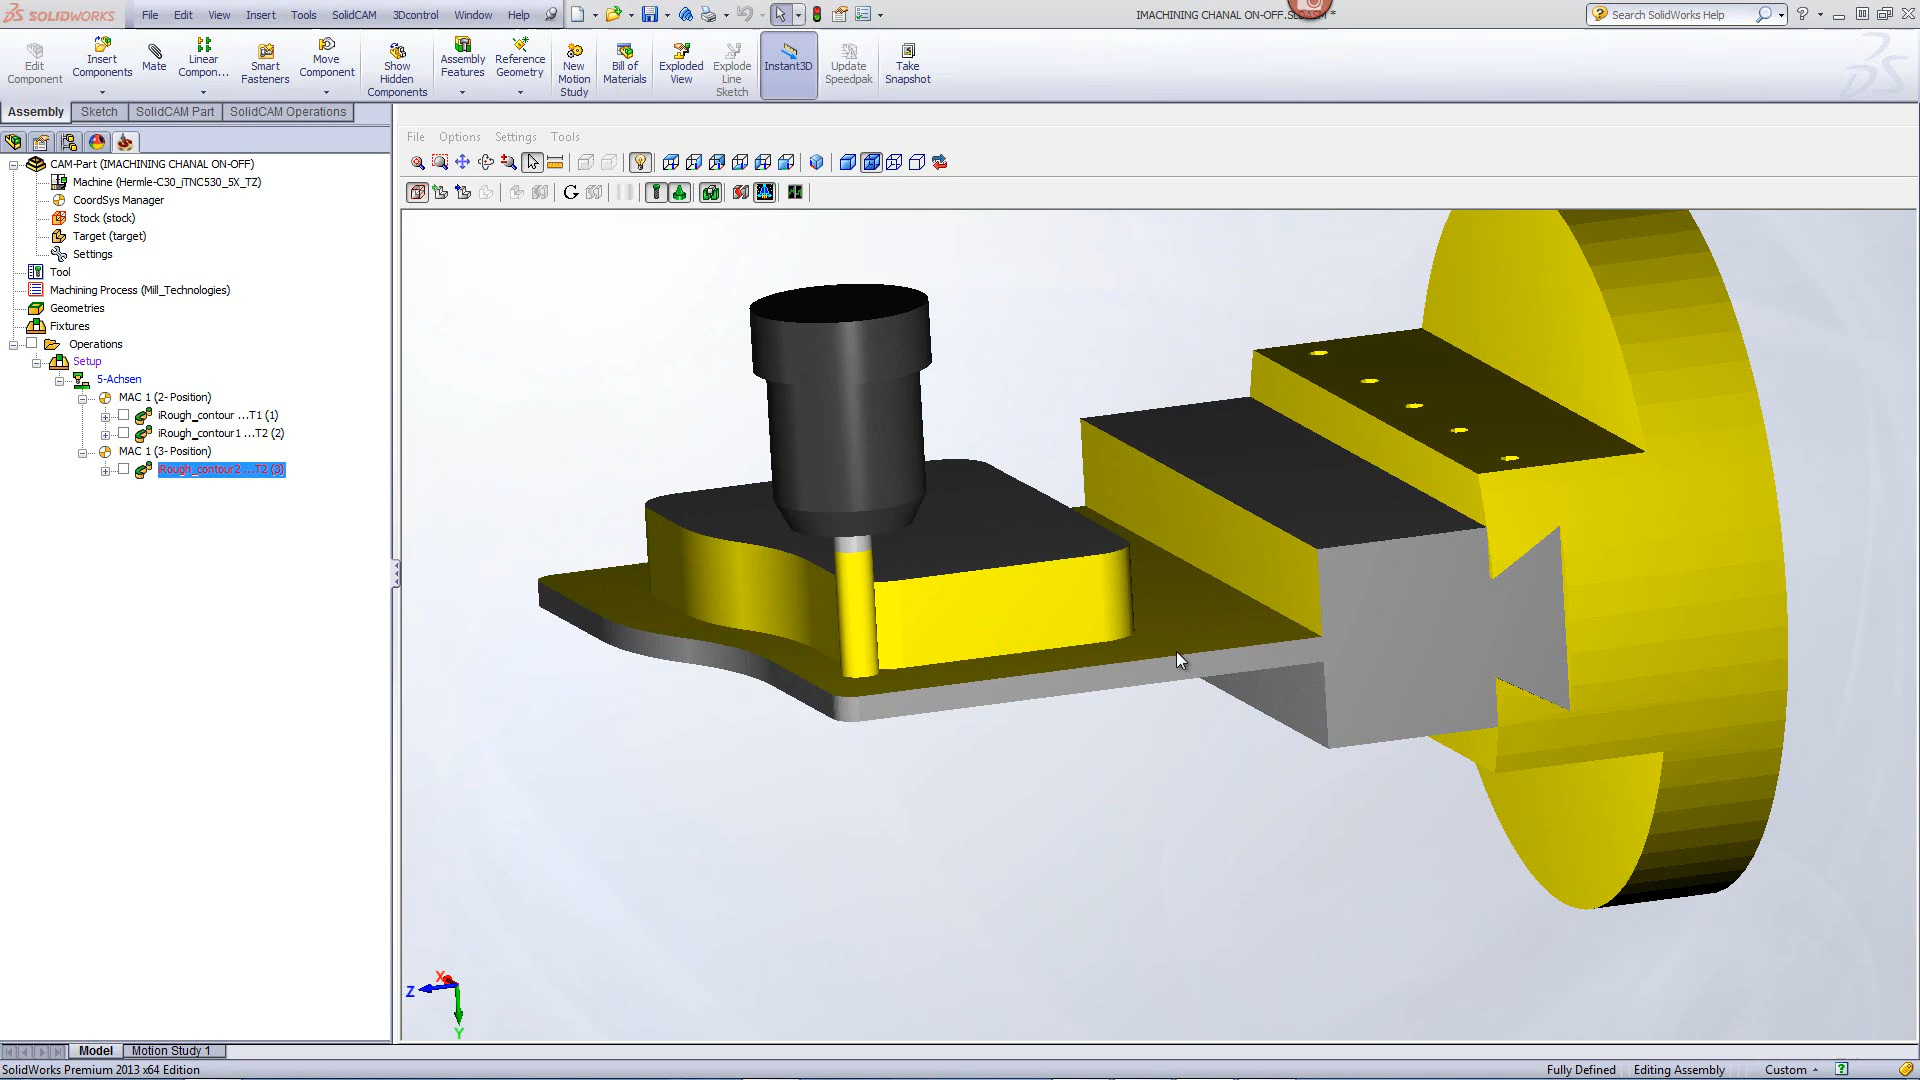 SOLIDWORKS File Edit View Insert Tools SolidCAM 3Dcontrol Window Help IMACHINING CHANAL ON-OFF.SLDASM * Search SolidWorks Help
Edit Component
Insert Components
Mate
Linear Compon...
Smart Fasteners
Move Component
Show Hidden Components
Assembly Features
Reference Geometry
New Motion Study
Bill of Materials
Exploded View
Explode Line Sketch
Instant3D
Update Speedpak
Take Snapshot
Assembly Sketch SolidCAM Part SolidCAM Operations
File Options Settings Tools
CAM-Part (IMACHINING CHANAL ON-OFF)
Machine (Hermle-C30_iTNC530_5X_TZ)
CoordSys Manager
Stock (stock)
Target (target)
Settings
Tool
Machining Process (Mill_Technologies)
Geometries
Fixtures
Operations
Setup
5-Achsen
MAC 1 (2- Position)
iRough_contour ...T1 (1)
iRough_contour1 ...T2 (2)
MAC 1 (3- Position)
iRough_contour2 ...T2 (3)
X
Z
Y
Model Motion Study 1
SolidWorks Premium 2013 x64 Edition Fully Defined Editing Assembly Custom